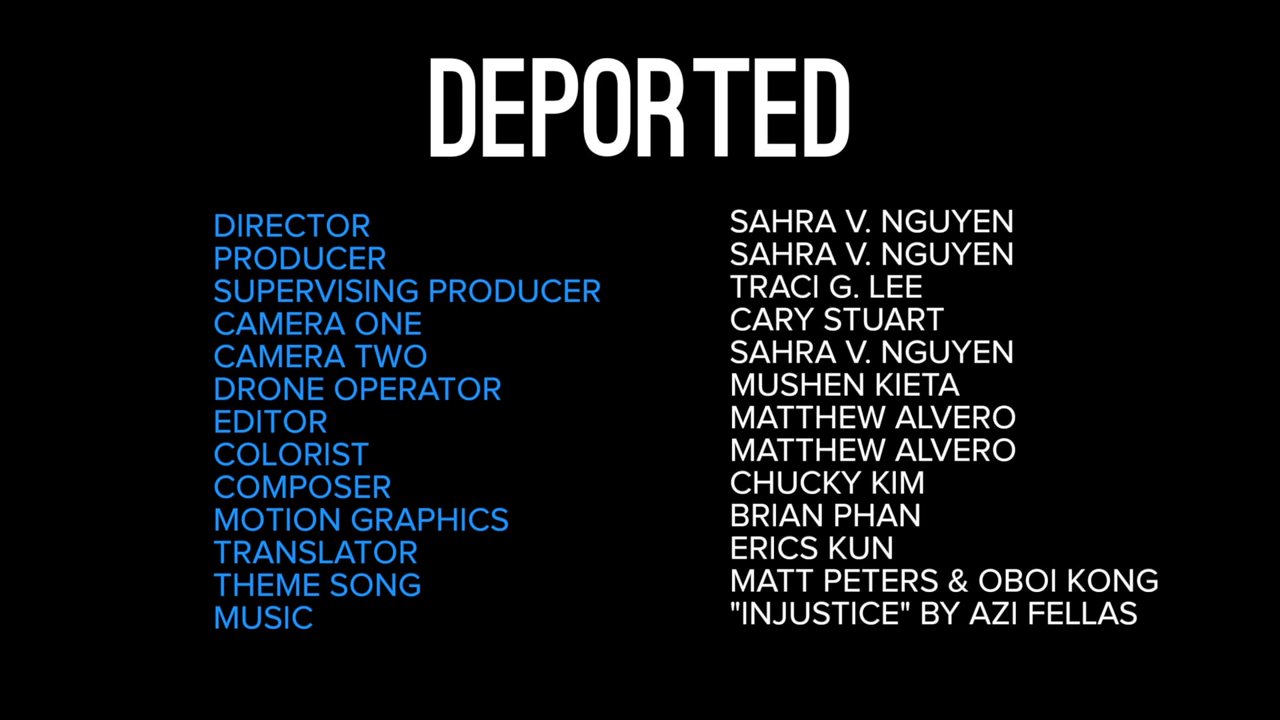 DEPORTED
DIRECTOR SAHRA V. NGUYEN
PRODUCER SAHRA V. NGUYEN
SUPERVISING PRODUCER TRACI G. LEE
CAMERA ONE CARY STUART
CAMERA TWO SAHRA V. NGUYEN
DRONE OPERATOR MUSHEN KIETA
EDITOR MATTHEW ALVERO
COLORIST MATTHEW ALVERO
COMPOSER CHUCKY KIM
MOTION GRAPHICS BRIAN PHAN
TRANSLATOR ERICS KUN
THEME SONG MATT PETERS & OBOI KONG
MUSIC "INJUSTICE" BY AZI FELLAS